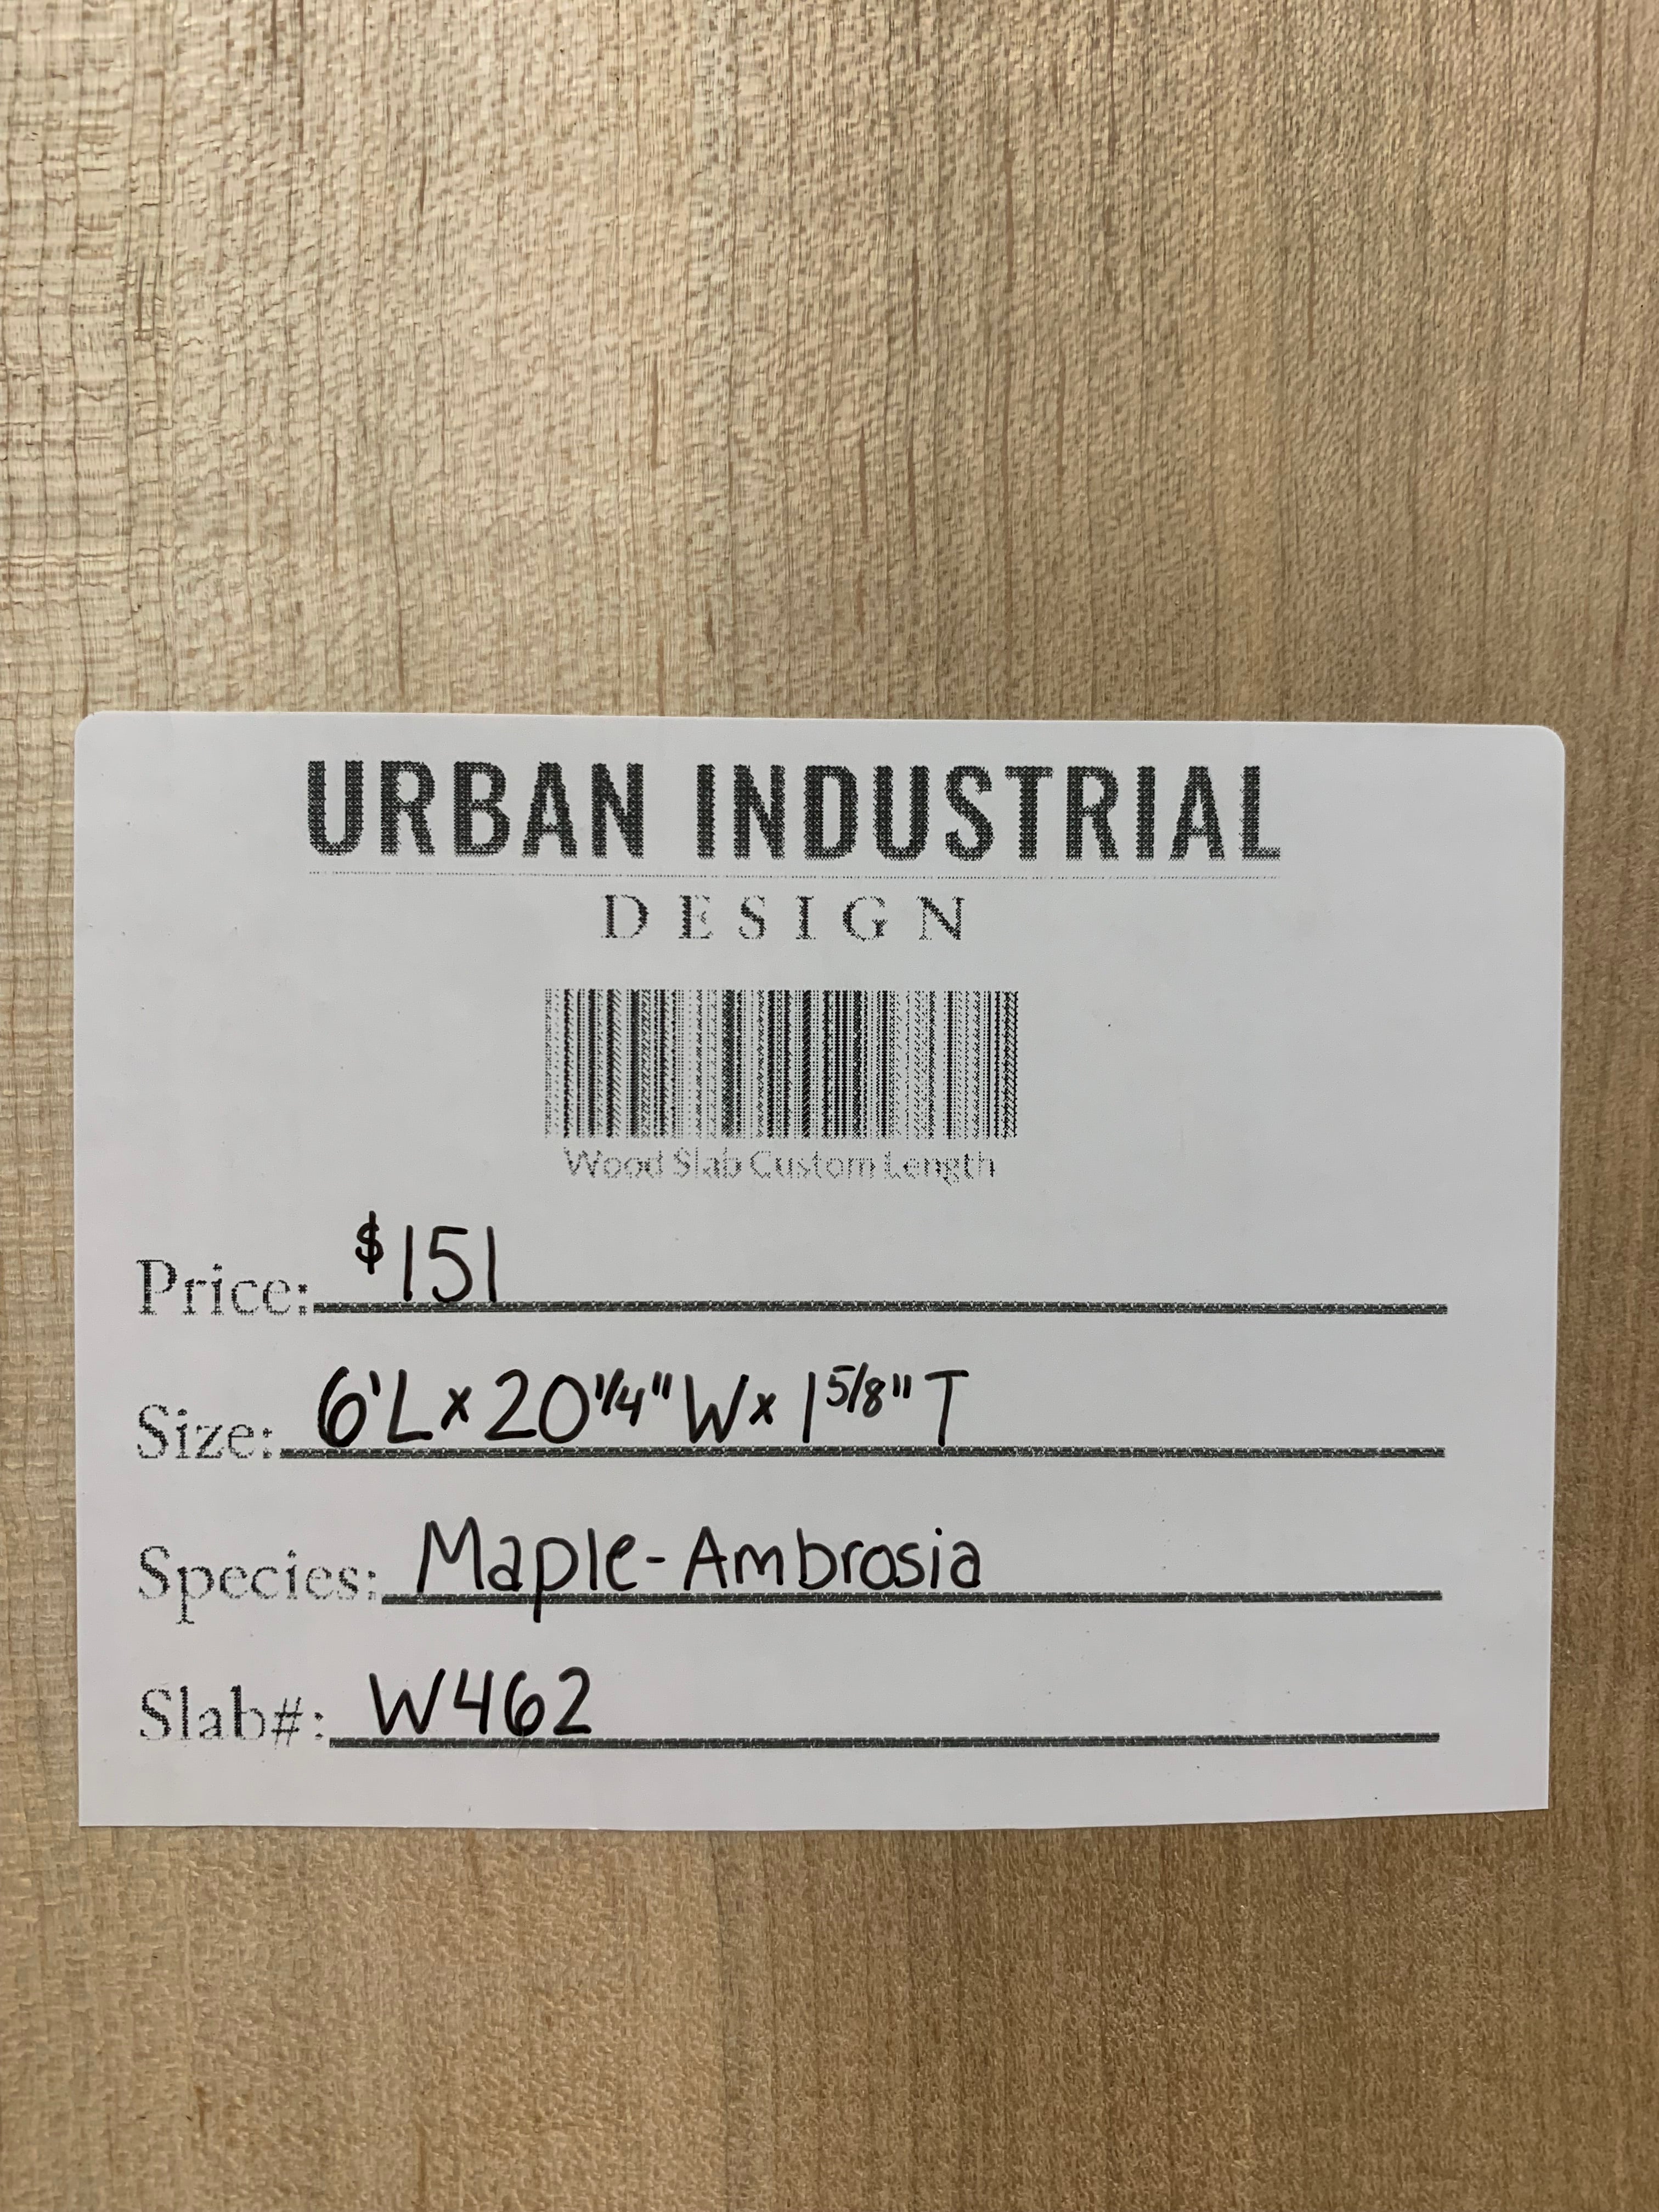 URBAN INDUSTRIAL
DESIGN
Wood Slab Custom Length
Price: $151
Size: 6'L x 20 1/4" W x 1 5/8" T
Species: Maple-Ambrosia
Slab#: W462